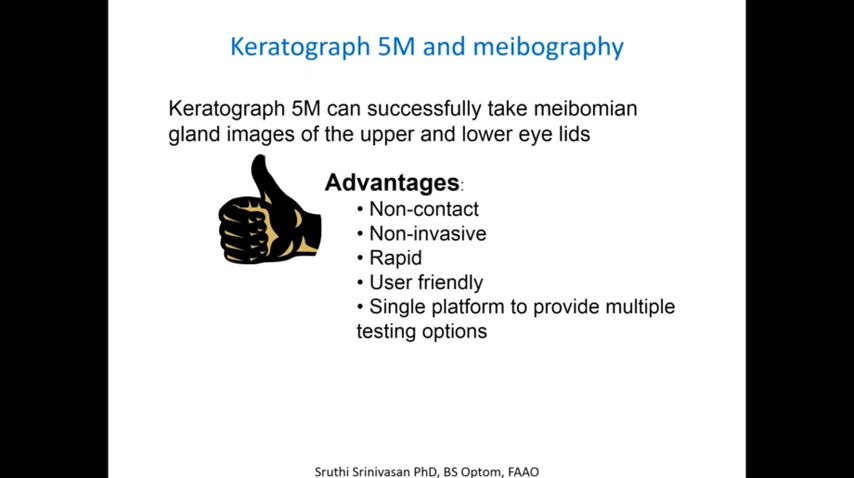 Keratograph 5M and meibography
Keratograph 5M can successfully take meibomian
gland images of the upper and lower eye lids
Advantages:
• Non-contact
• Non-invasive
• Rapid
• User friendly
• Single platform to provide multiple
testing options
Sruthi Srinivasan PhD, BS Optom, FAAO